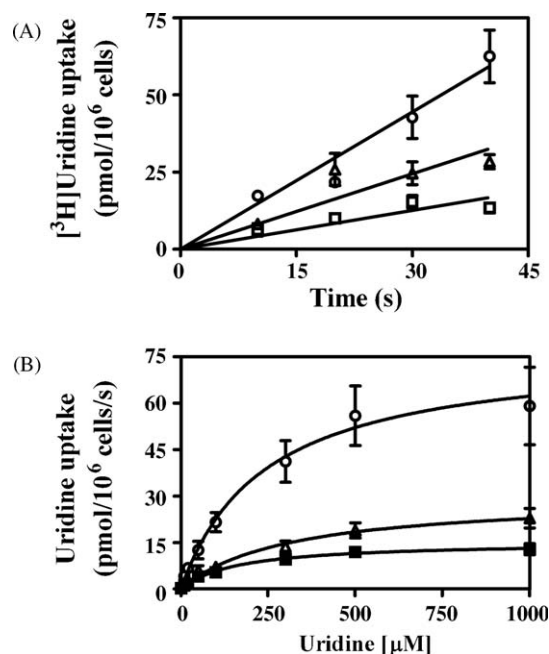 (A)
[³H]Uridine uptake
(pmol/10⁶ cells)
75
50
25
0
0
15
30
45
Time (s)
(B)
Uridine uptake
(pmol/10⁶ cells/s)
75
60
45
30
15
0
0
250
500
750
1000
Uridine [μM]